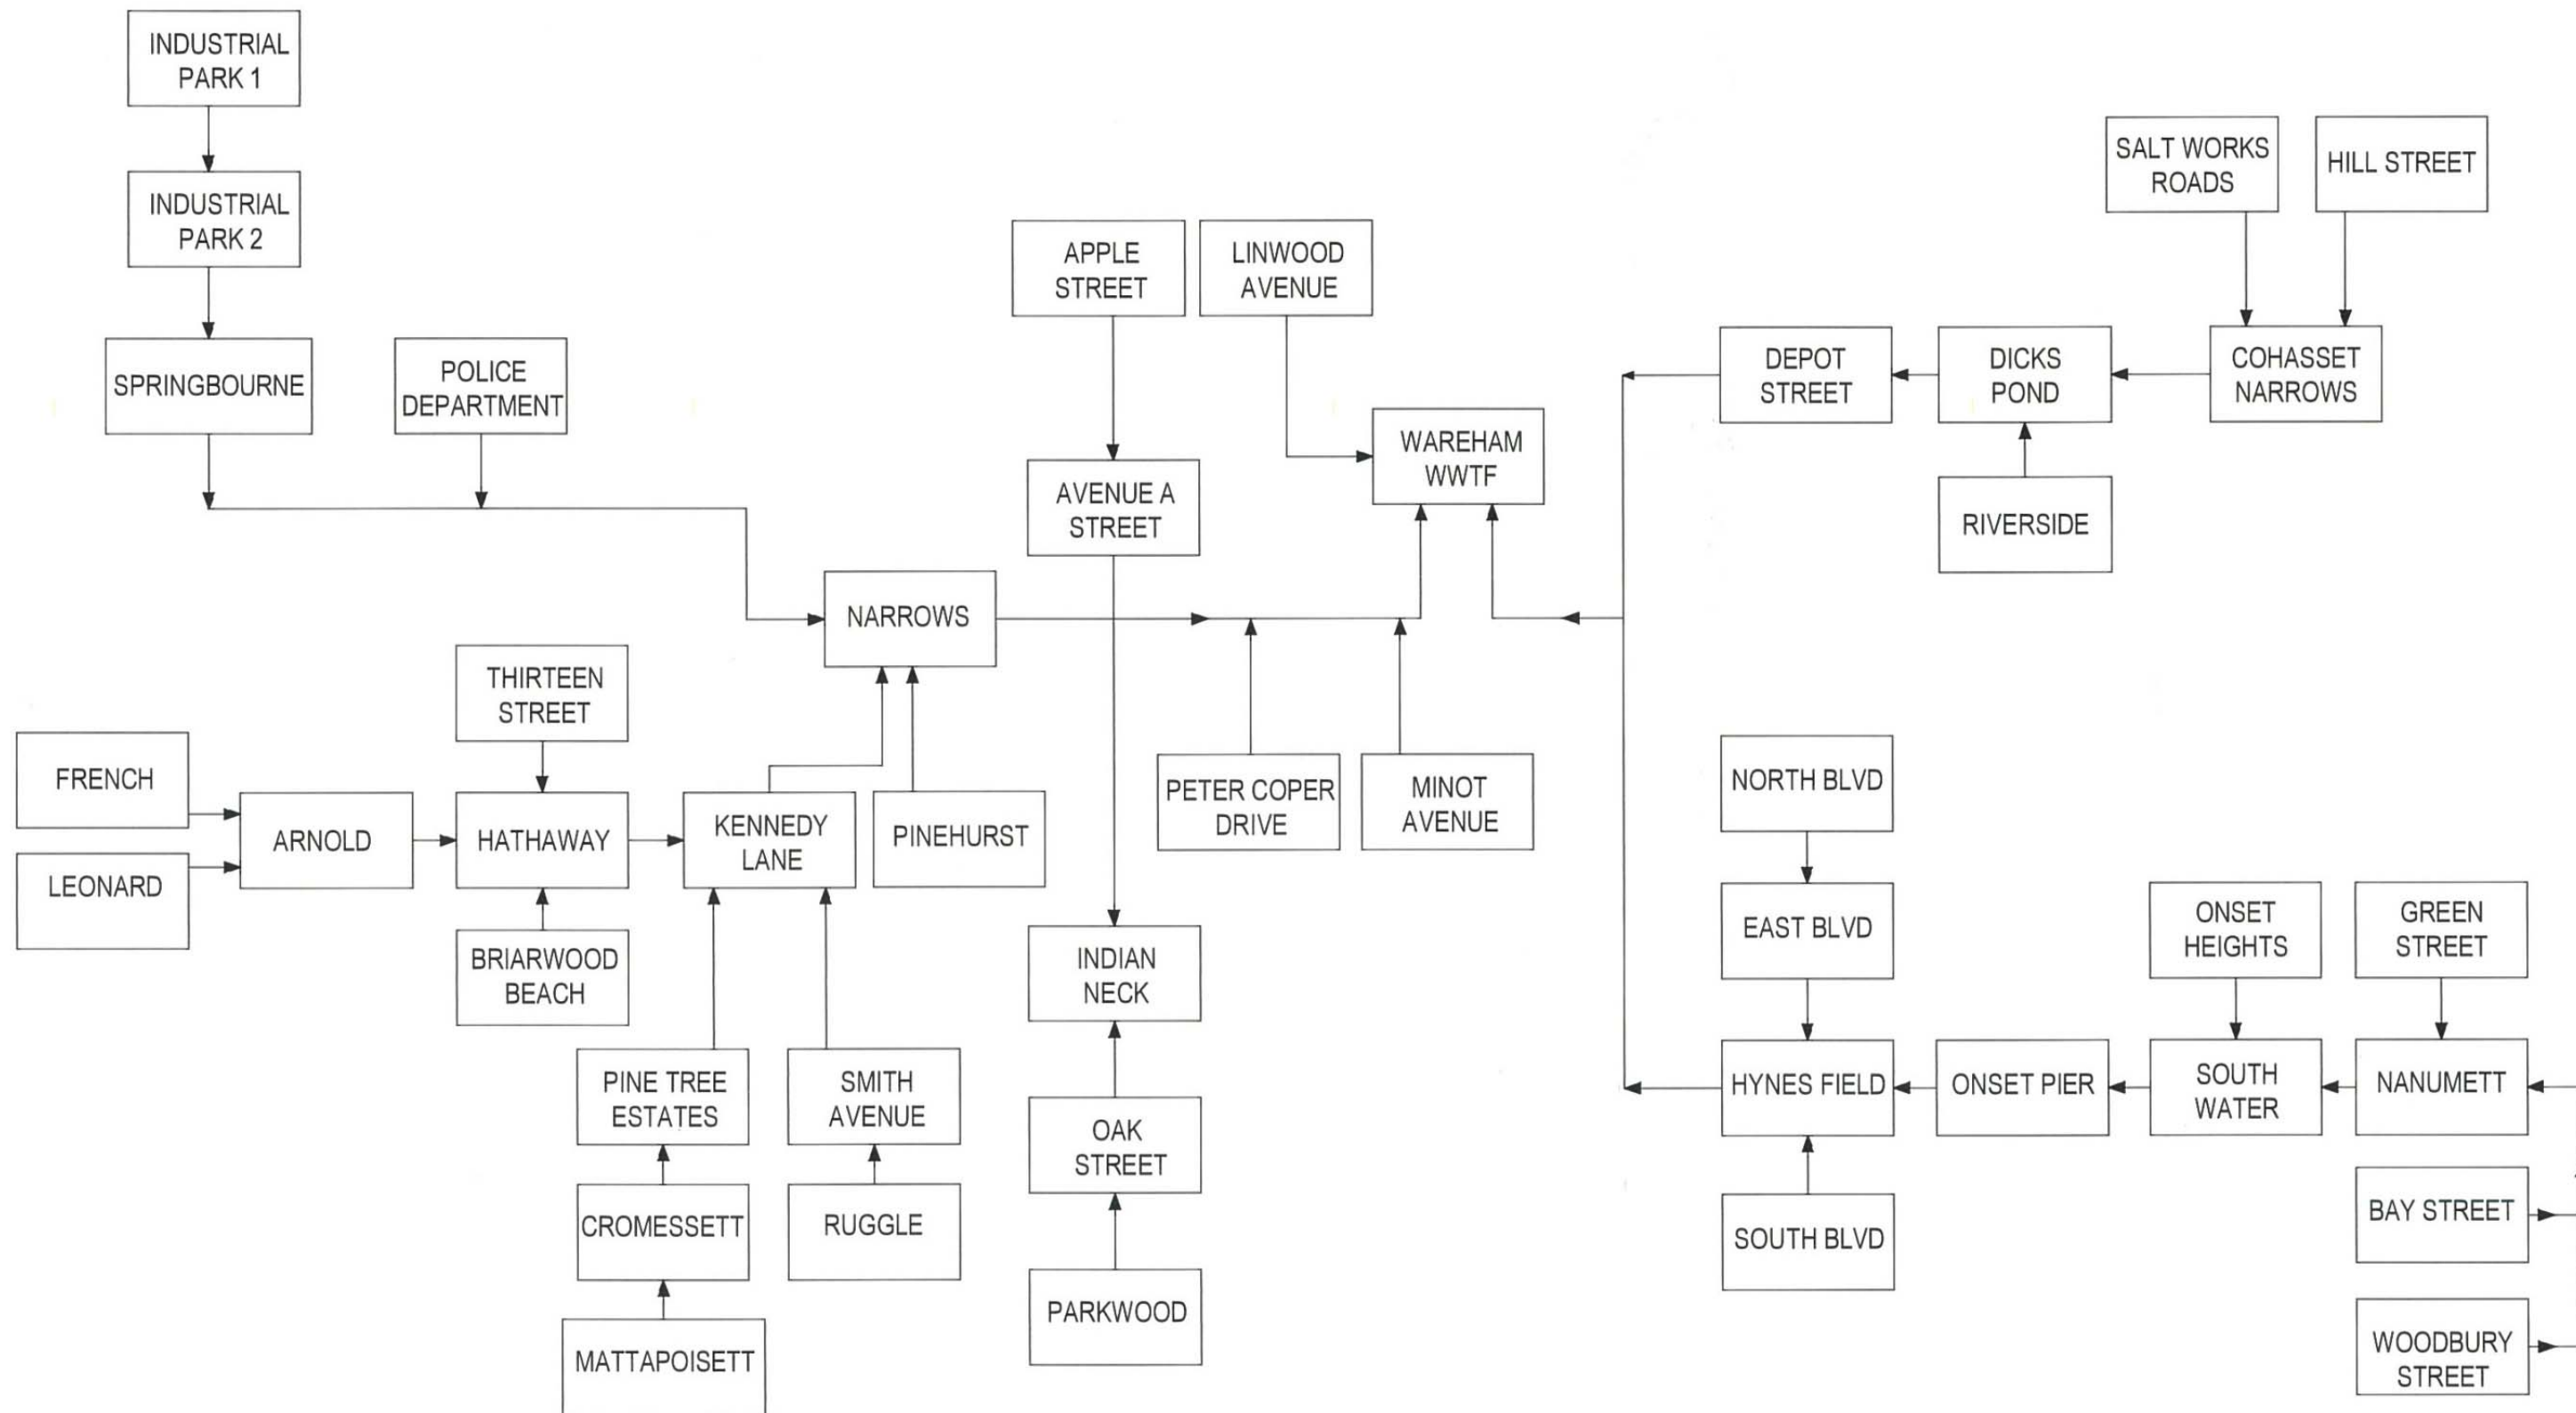 INDUSTRIAL
PARK 1
INDUSTRIAL
PARK 2
SPRINGBOURNE
POLICE
DEPARTMENT
APPLE
STREET
LINWOOD
AVENUE
AVENUE A
STREET
WAREHAM
WWTF
SALT WORKS
ROADS
HILL STREET
DEPOT
STREET
DICKS
POND
COHASSET
NARROWS
RIVERSIDE
NARROWS
THIRTEEN
STREET
FRENCH
LEONARD
ARNOLD
HATHAWAY
KENNEDY
LANE
PINEHURST
BRIARWOOD
BEACH
PETER COPER
DRIVE
MINOT
AVENUE
PINE TREE
ESTATES
SMITH
AVENUE
CROMESSETT
RUGGLE
MATTAPOISETT
INDIAN
NECK
OAK
STREET
PARKWOOD
NORTH BLVD
EAST BLVD
HYNES FIELD
SOUTH BLVD
ONSET PIER
ONSET
HEIGHTS
SOUTH
WATER
GREEN
STREET
NANUMETT
BAY STREET
WOODBURY
STREET